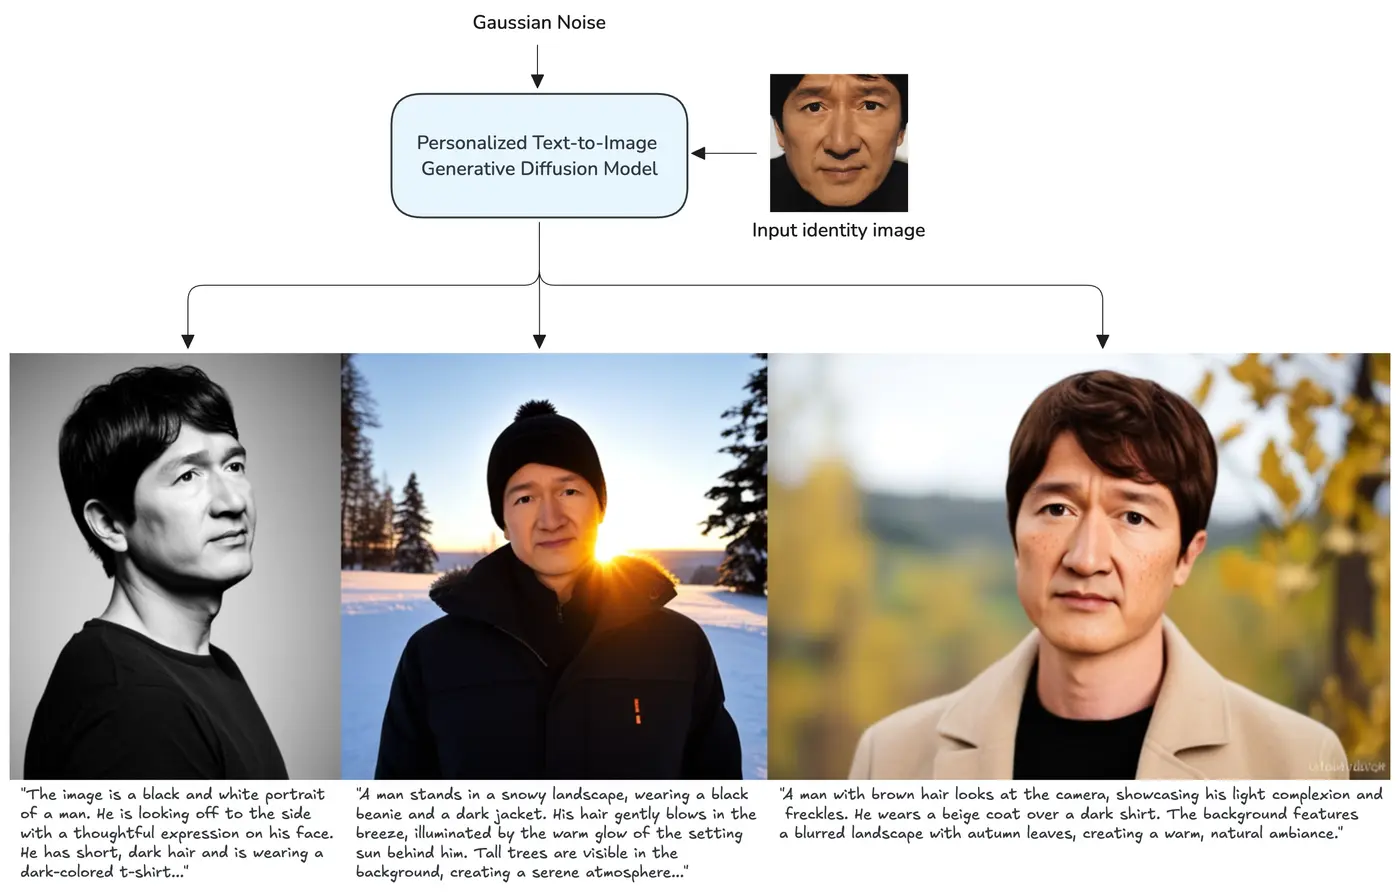 Gaussian Noise
Personalized Text-to-Image
Generative Diffusion Model
Input identity image
"The image is a black and white portrait
of a man. He is looking off to the side
with a thoughtful expression on his face.
He has short, dark hair and is wearing a
dark-colored t-shirt..."
"A man stands in a snowy landscape, wearing a black
beanie and a dark jacket. His hair gently blows in the
breeze, illuminated by the warm glow of the setting
sun behind him. Tall trees are visible in the
background, creating a serene atmosphere..."
"A man with brown hair looks at the camera, showcasing his light complexion and
freckles. He wears a beige coat over a dark shirt. The background features
a blurred landscape with autumn leaves, creating a warm, natural ambiance."